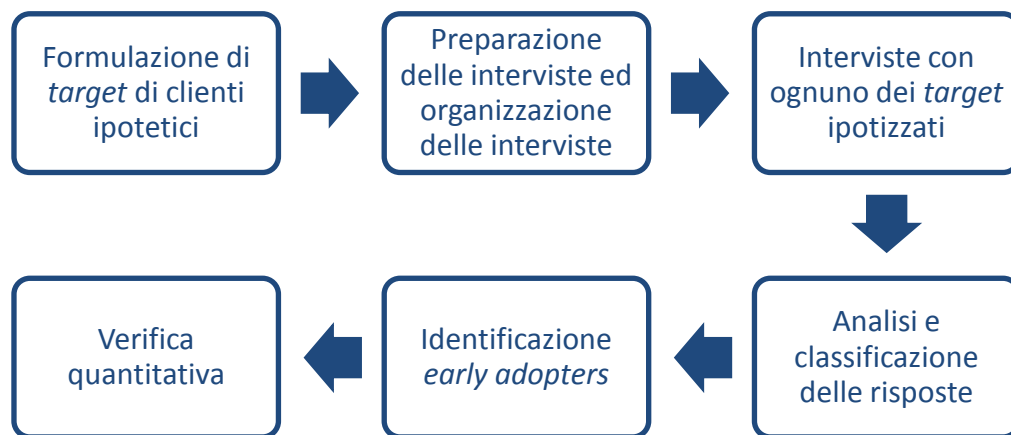 Formulazione di
target di clienti
ipotetici
Preparazione
delle interviste ed
organizzazione
delle interviste
Interviste con
ognuno dei target
ipotizzati
Analisi e
classificazione
delle risposte
Identificazione
early adopters
Verifica
quantitativa